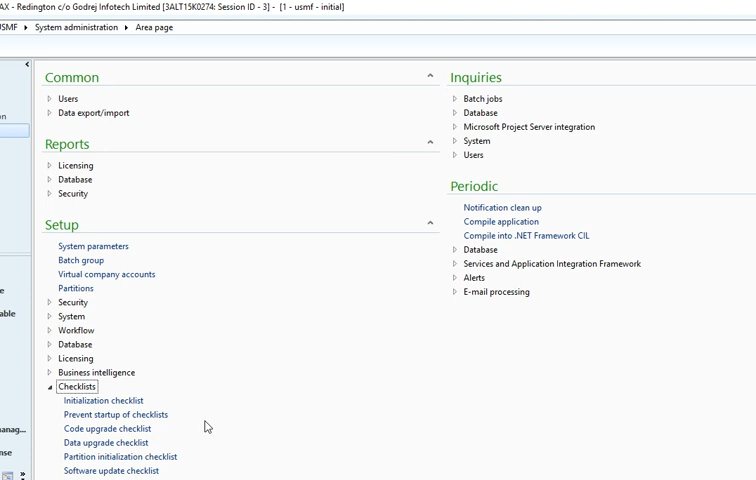 AX - Redington c/o Godrej Infotech Limited [3ALT15K0274: Session ID - 3] - [1 - usmf - initial]
USMF ▸ System administration ▸ Area page
Common
Users
Data export/import
Reports
Licensing
Database
Security
Setup
System parameters
Batch group
Virtual company accounts
Partitions
Security
System
Workflow
Database
Licensing
Business intelligence
Checklists
Initialization checklist
Prevent startup of checklists
Code upgrade checklist
Data upgrade checklist
Partition initialization checklist
Software update checklist
Inquiries
Batch jobs
Database
Microsoft Project Server integration
System
Users
Periodic
Notification clean up
Compile application
Compile into .NET Framework CIL
Database
Services and Application Integration Framework
Alerts
E-mail processing